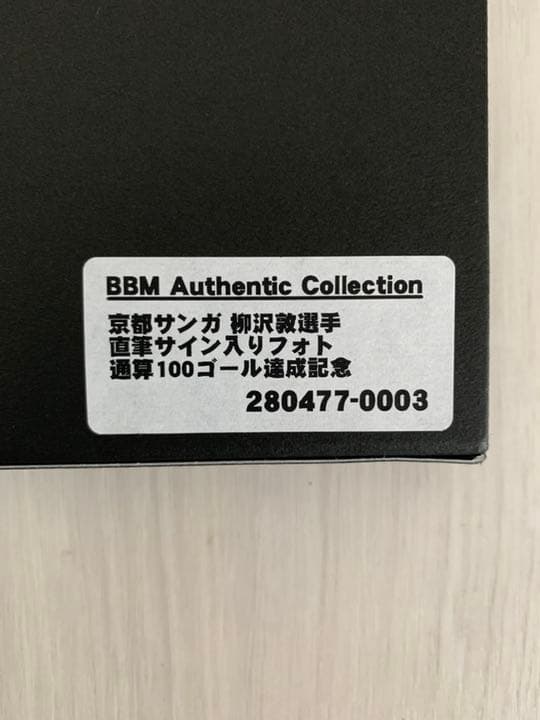 BBM Authentic Collection
京都サンガ 柳沢敦選手
直筆サイン入りフォト
通算100ゴール達成記念
280477-0003